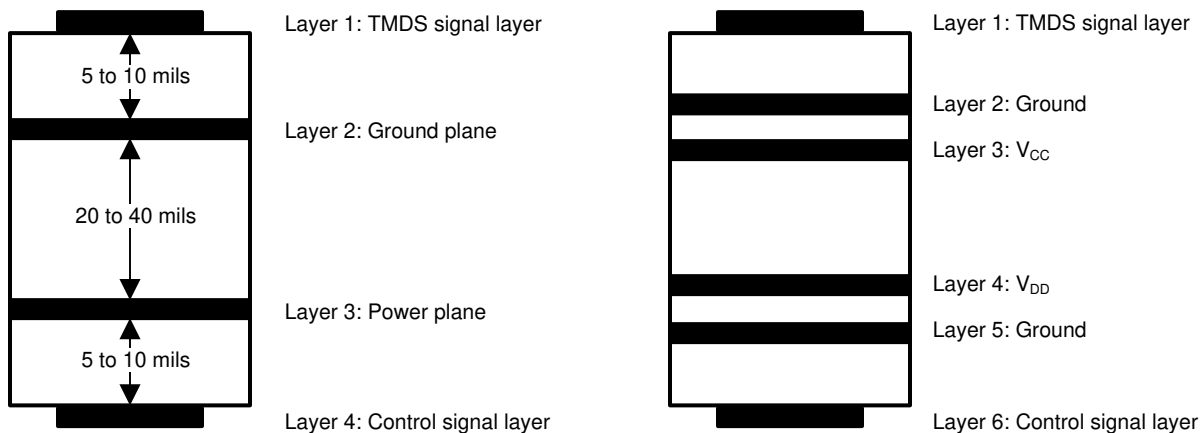 Layer 1: TMDS signal layer
5 to 10 mils
Layer 2: Ground plane
20 to 40 mils
Layer 3: Power plane
5 to 10 mils
Layer 4: Control signal layer
Layer 1: TMDS signal layer
Layer 2: Ground
Layer 3: VCC
Layer 4: VDD
Layer 5: Ground
Layer 6: Control signal layer